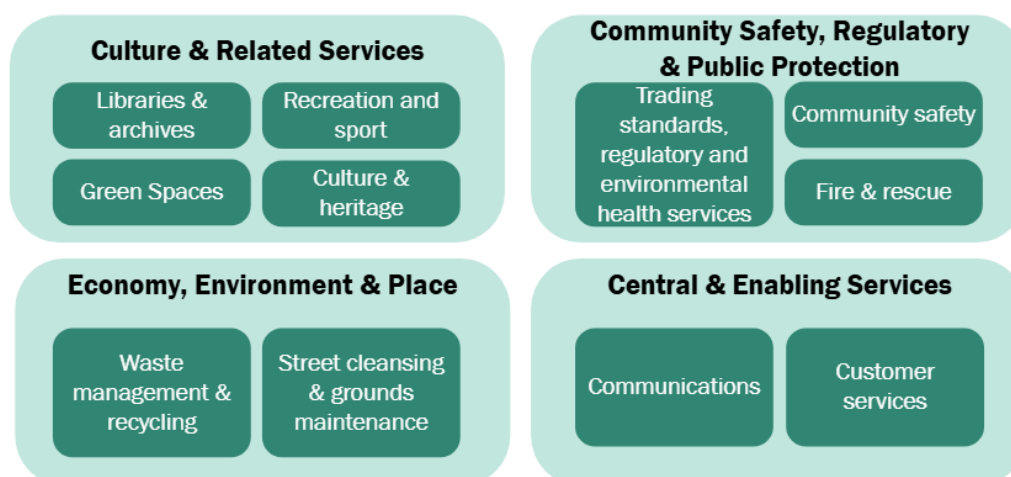 Culture & Related Services
Libraries &
archives
Recreation and
sport
Green Spaces
Culture &
heritage
Community Safety, Regulatory
& Public Protection
Trading
standards,
regulatory and
environmental
health services
Community safety
Fire & rescue
Economy, Environment & Place
Waste
management &
recycling
Street cleansing
& grounds
maintenance
Central & Enabling Services
Communications
Customer
services